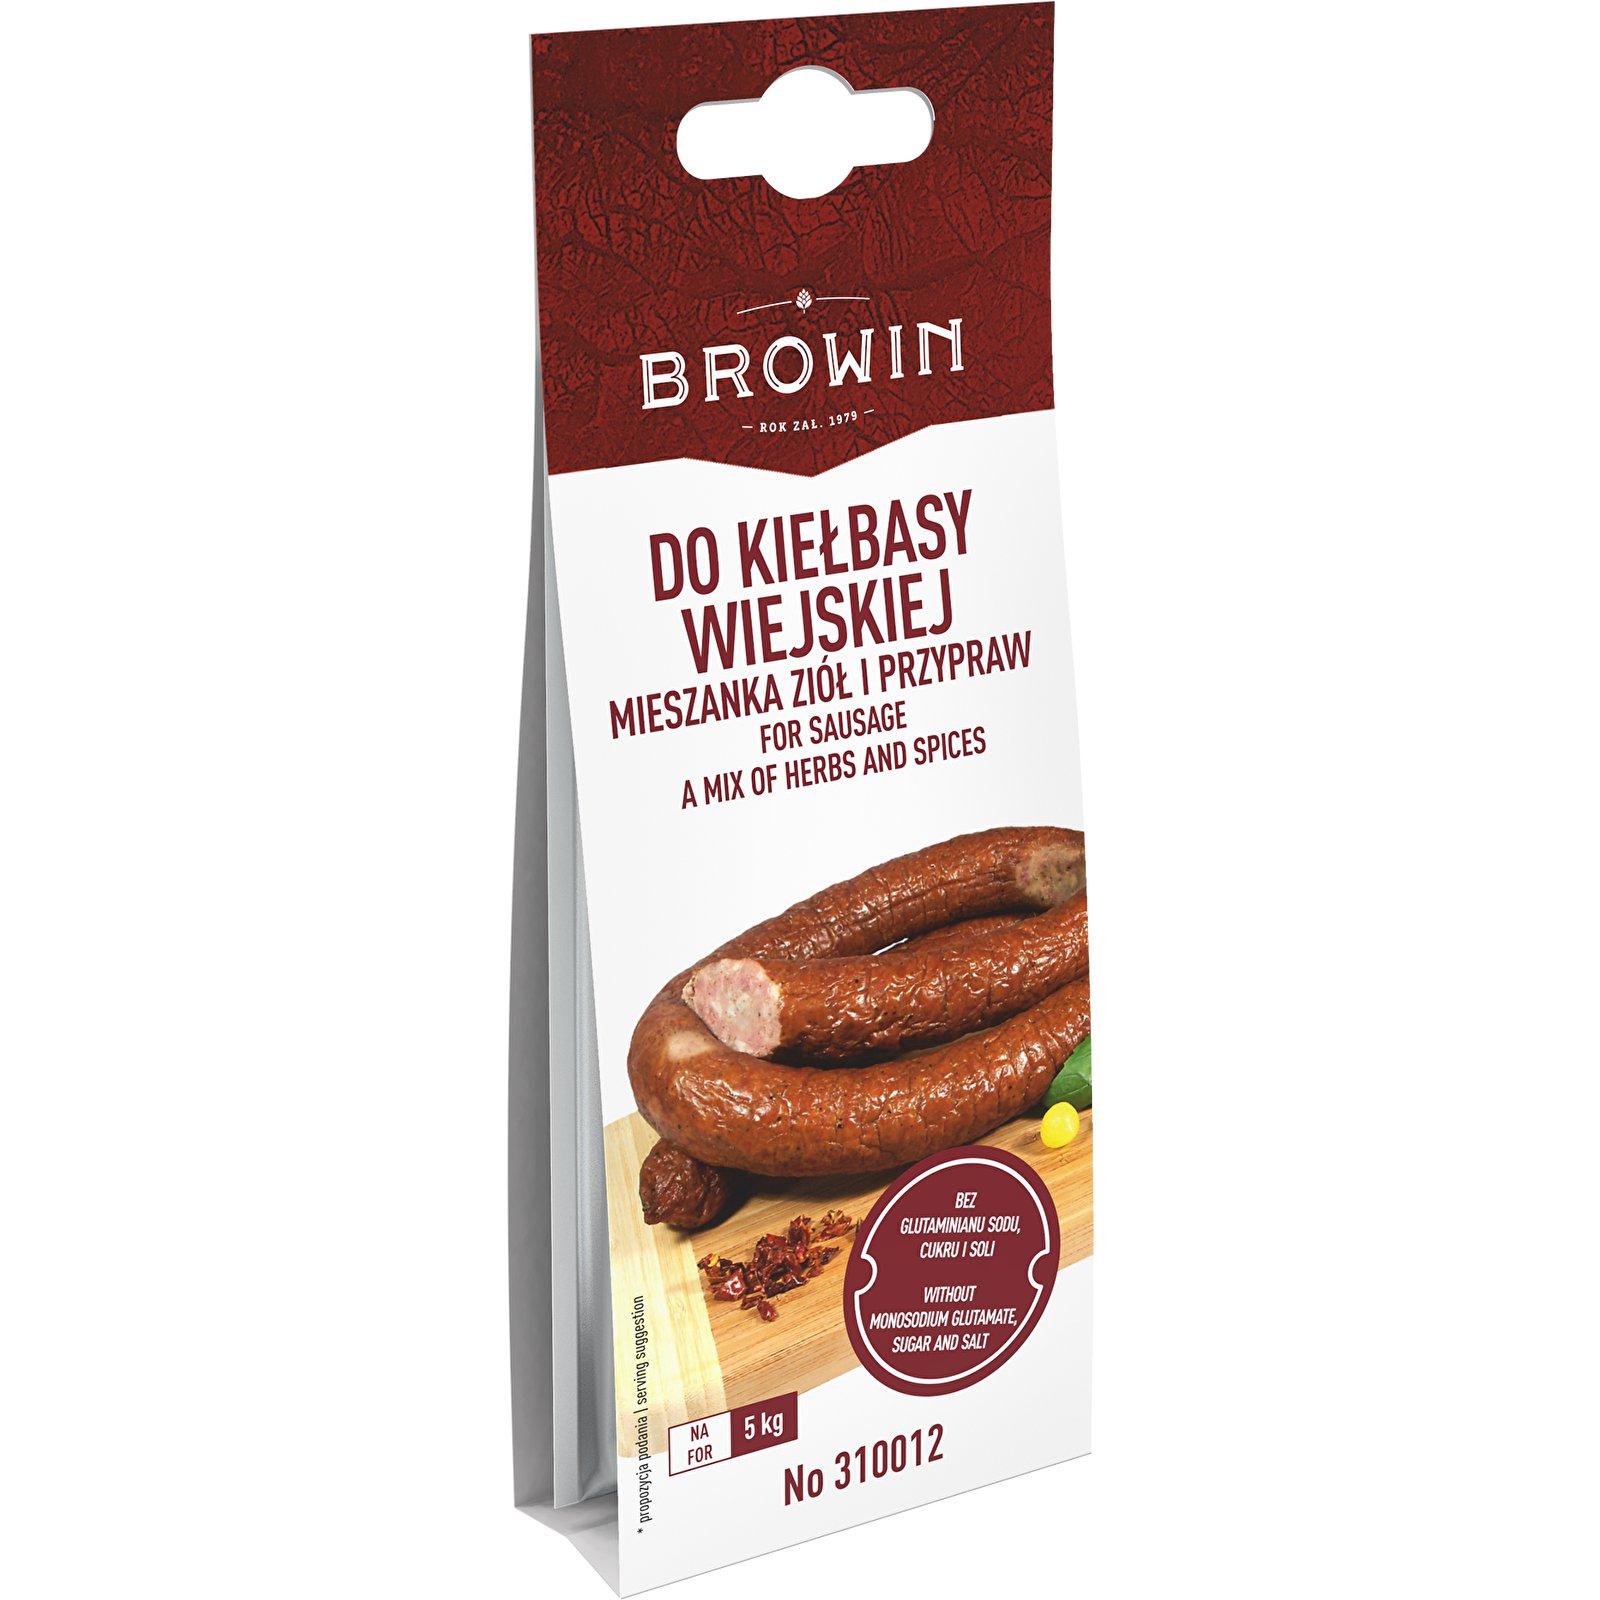 BROWIN
— ROK ZAŁ. 1979 —
DO KIEŁBASY
WIEJSKIEJ
MIESZANKA ZIÓŁ I PRZYPRAW
FOR SAUSAGE
A MIX OF HERBS AND SPICES
BEZ
GLUTAMINIANU SODU,
CUKRU I SOLI
WITHOUT
MONOSODIUM GLUTAMATE,
SUGAR AND SALT
* propozycja podania | serving suggestion
NA
FOR
5 kg
No 310012